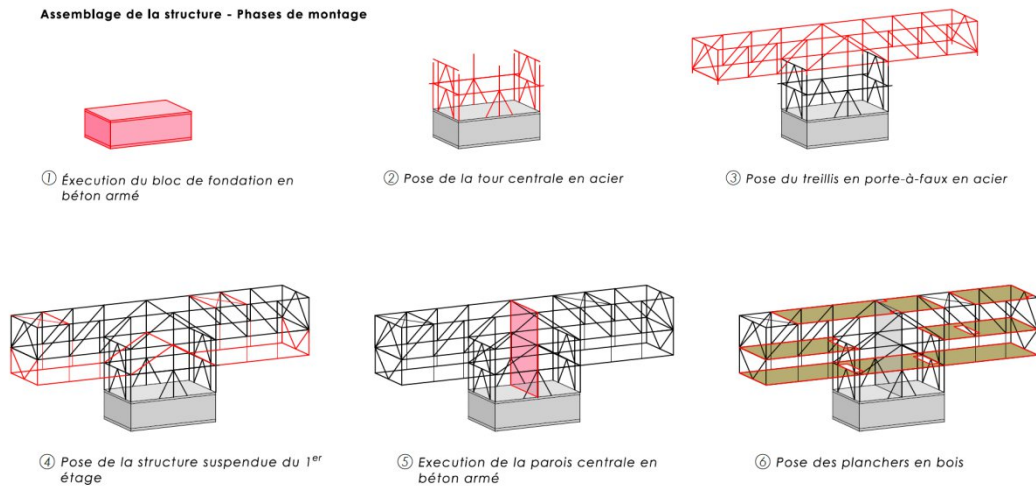 Assemblage de la structure - Phases de montage
① Éxecution du bloc de fondation en
béton armé
② Pose de la tour centrale en acier
③ Pose du treillis en porte-à-faux en acier
④ Pose de la structure suspendue du 1er
étage
⑤ Execution de la parois centrale en
béton armé
⑥ Pose des planchers en bois